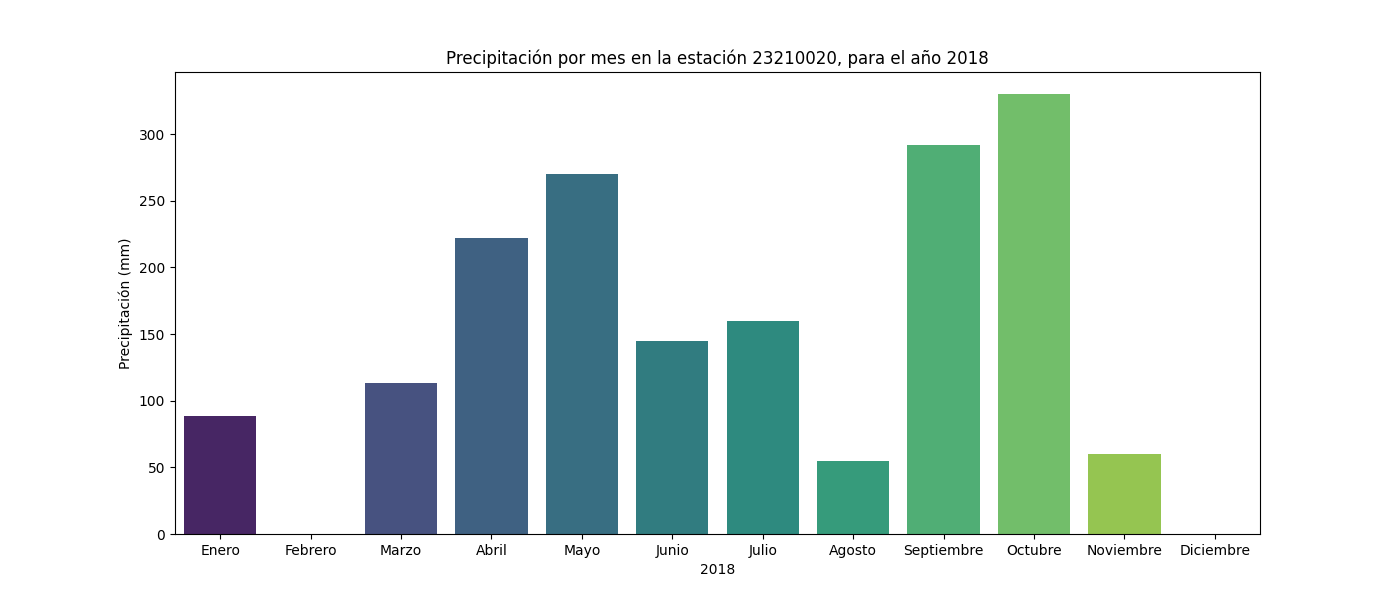 Precipitación por mes en la estación 23210020, para el año 2018
Precipitación (mm)
300
250
200
150
100
50
0
Enero Febrero Marzo Abril Mayo Junio Julio Agosto Septiembre Octubre Noviembre Diciembre
2018